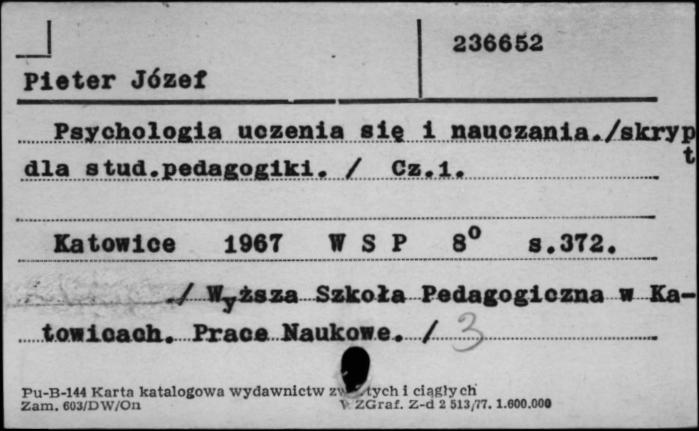 236652
Pieter Józef
Psychologia uczenia się i nauczania./skrypt
dla stud.pedagogiki. / Cz.1.
Katowice 1967 W S P 8⁰ s.372.
./ Wyższa Szkoła Pedagogiczna w Ka-
towicach. Prace Naukowe. / 3
Pu-B-144 Karta katalogowa wydawnictw tych i ciągłych
Zam. 603/DW/On ZGraf. Z-d 2 513/77. 1.600.000